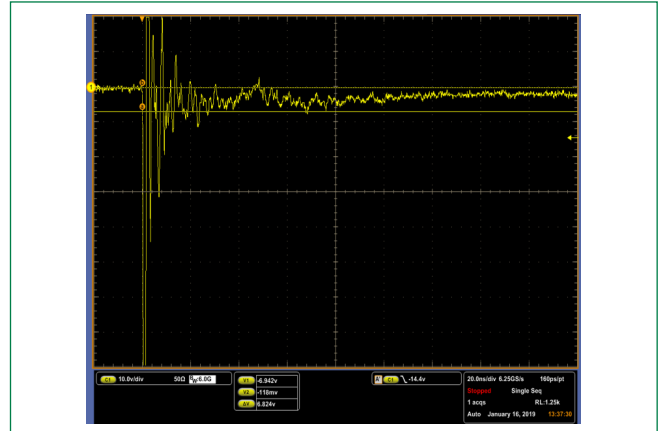 1
C1 10.0v/div 50Ω BW:6.0G
V1 -6.942v
V2 -118mv
ΔV 6.824v
A' C1 \ -14.4v
20.0ns/div 6.25GS/s 160ps/pt
Stopped Single Seq
1 acqs RL:1.25k
Auto January 16, 2019 13:37:30